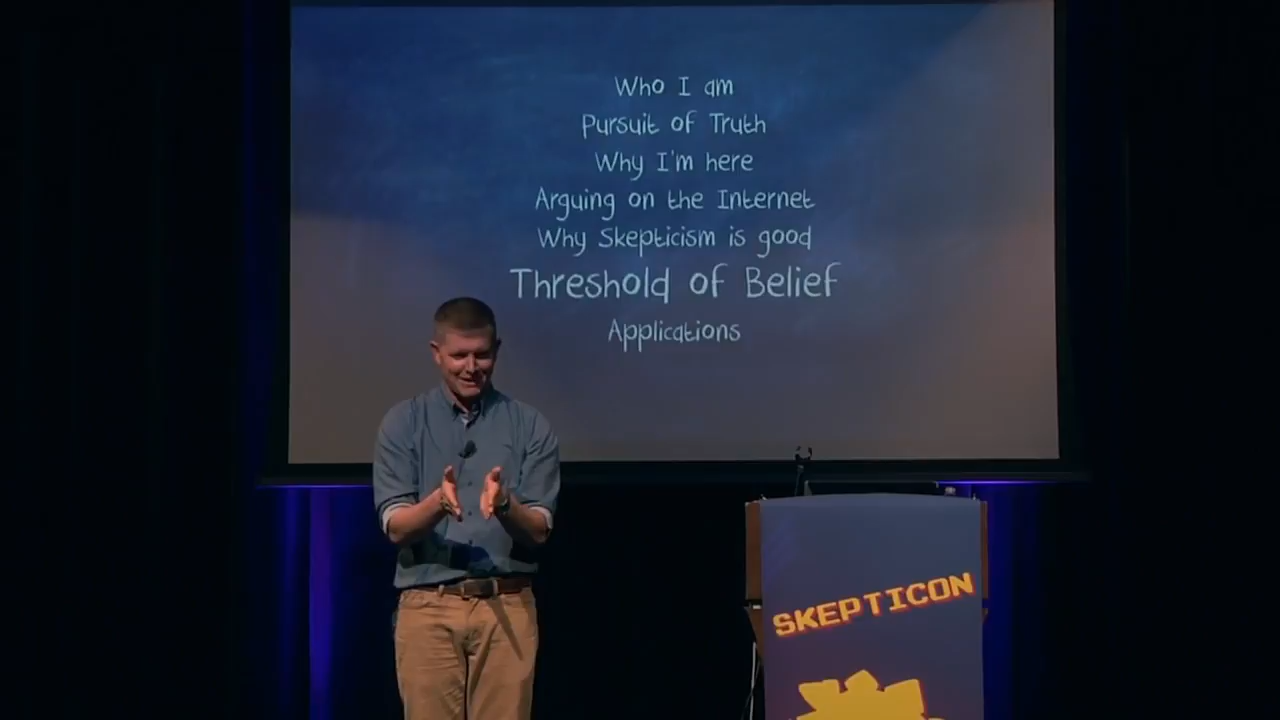 Who I am
Pursuit of Truth
Why I'm here
Arguing on the Internet
Why Skepticism is good
Threshold of Belief
Applications
SKEPTICON